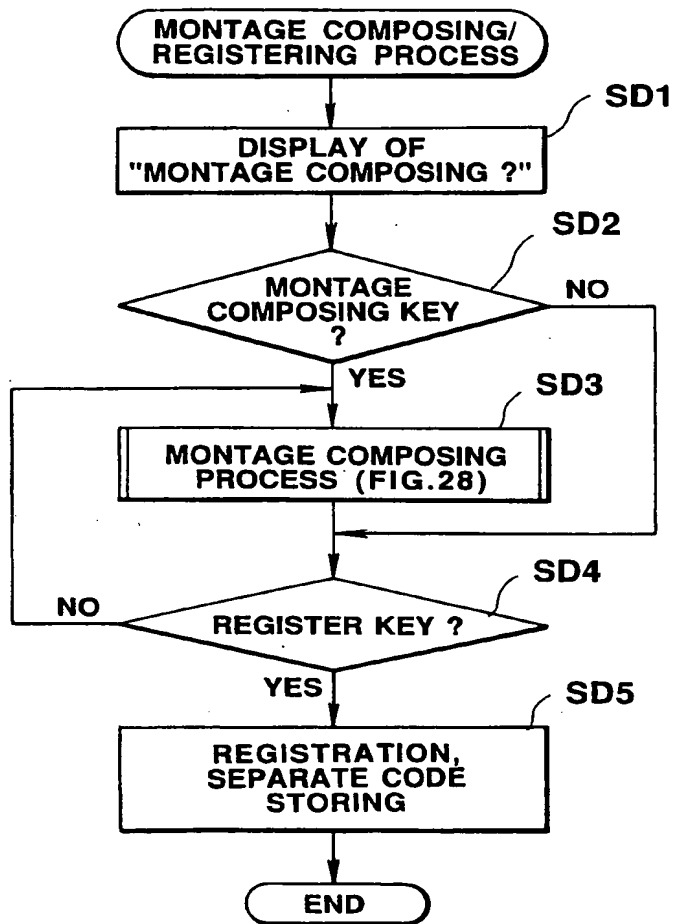 MONTAGE COMPOSING/
REGISTERING PROCESS
SD1
DISPLAY OF
"MONTAGE COMPOSING ?"
SD2
MONTAGE
COMPOSING KEY
?
NO
YES
SD3
MONTAGE COMPOSING
PROCESS (FIG.28)
SD4
NO
REGISTER KEY ?
YES
SD5
REGISTRATION,
SEPARATE CODE
STORING
END